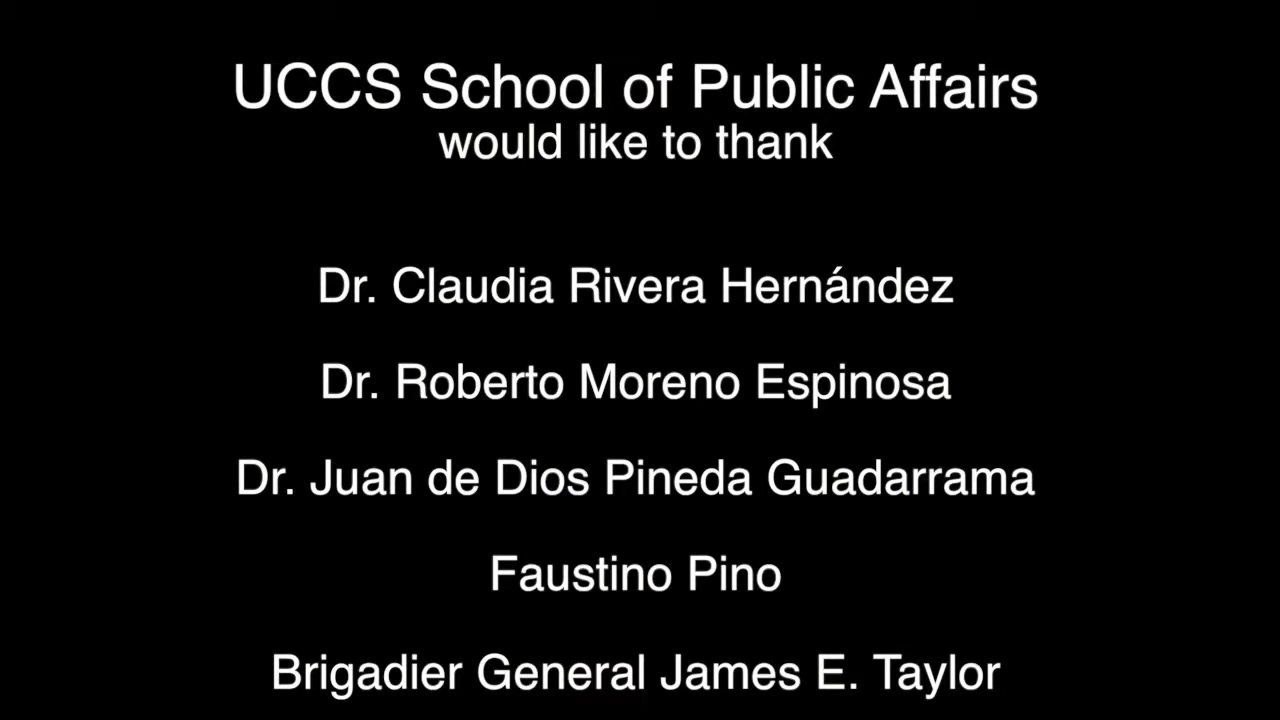 UCCS School of Public Affairs
would like to thank
Dr. Claudia Rivera Hernández
Dr. Roberto Moreno Espinosa
Dr. Juan de Dios Pineda Guadarrama
Faustino Pino
Brigadier General James E. Taylor